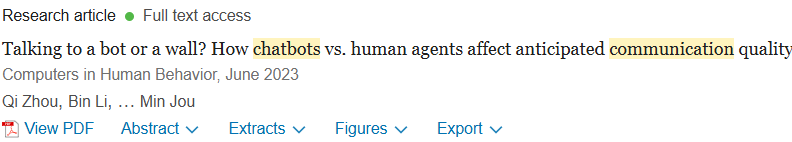 Research article ● Full text access
Talking to a bot or a wall? How chatbots vs. human agents affect anticipated communication quality
Computers in Human Behavior, June 2023
Qi Zhou, Bin Li, … Min Jou
View PDF Abstract Extracts Figures Export